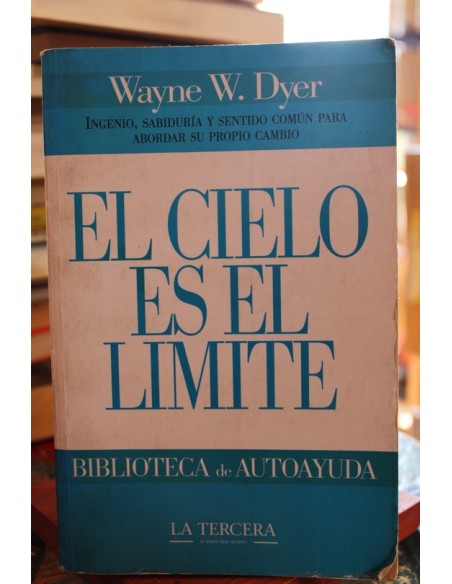 Wayne W. Dyer
INGENIO, SABIDURÍA Y SENTIDO COMÚN PARA
ABORDAR SU PROPIO CAMBIO
EL CIELO
ES EL
LIMITE
BIBLIOTECA de AUTOAYUDA
LA TERCERA